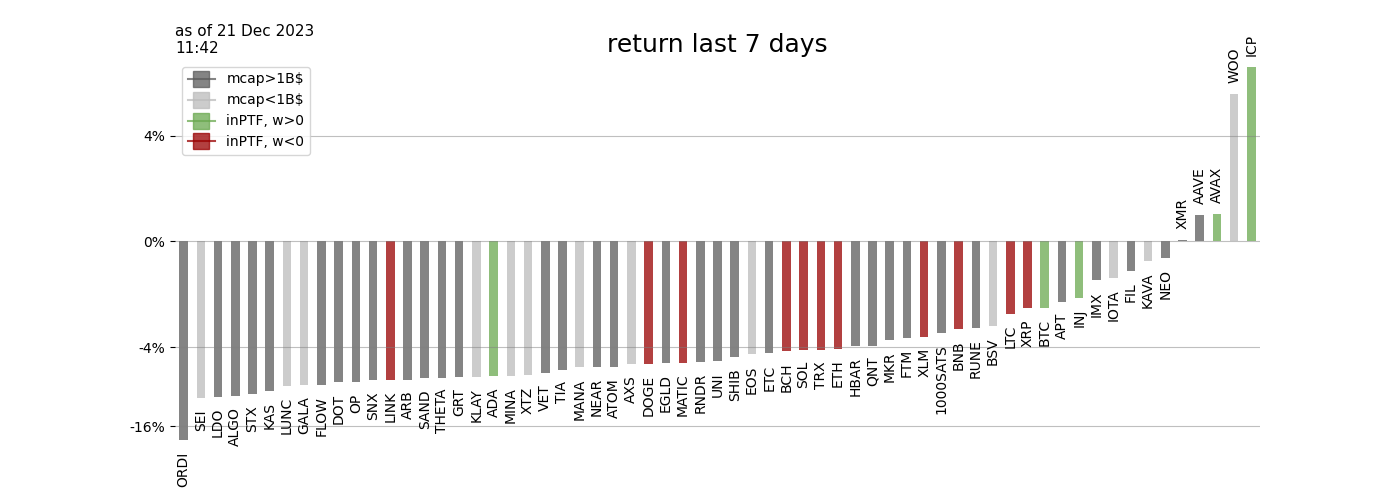 as of 21 Dec 2023
11:42
return last 7 days
mcap>1B$
mcap<1B$
inPTF, w>0
inPTF, w<0
4%
0%
-4%
-16%
ORDI
SEI
LDO
ALGO
STX
KAS
LUNC
GALA
FLOW
DOT
OP
SNX
LINK
ARB
SAND
THETA
GRT
KLAY
ADA
MINA
XTZ
VET
TIA
MANA
NEAR
ATOM
AXS
DOGE
EGLD
MATIC
RNDR
UNI
SHIB
EOS
ETC
BCH
SOL
TRX
ETH
HBAR
QNT
MKR
FTM
XLM
1000SATS
BNB
RUNE
BSV
LTC
XRP
BTC
APT
INJ
IMX
IOTA
FIL
KAVA
NEO
XMR
AAVE
AVAX
WOO
ICP